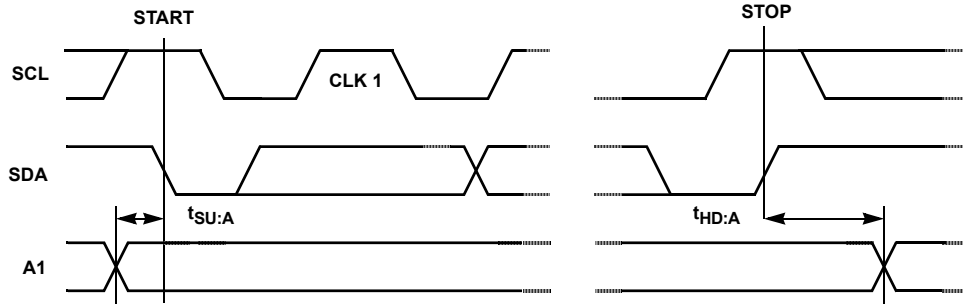 START
STOP
SCL
CLK 1
SDA
tSU:A
tHD:A
A1